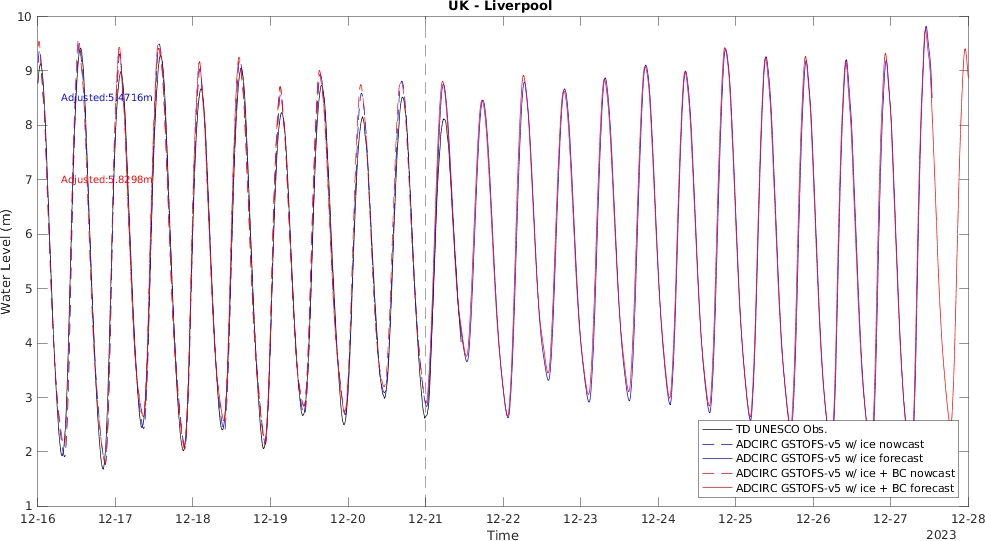 UK - Liverpool
10
9
8
7
6
5
4
3
2
1
Water Level (m)
Adjusted:5.4716m
Adjusted:5.8298m
TD UNESCO Obs.
ADCIRC GSTOFS-v5 w/ ice nowcast
ADCIRC GSTOFS-v5 w/ ice forecast
ADCIRC GSTOFS-v5 w/ ice + BC nowcast
ADCIRC GSTOFS-v5 w/ ice + BC forecast
12-16 12-17 12-18 12-19 12-20 12-21 12-22 12-23 12-24 12-25 12-26 12-27 12-28
Time
2023